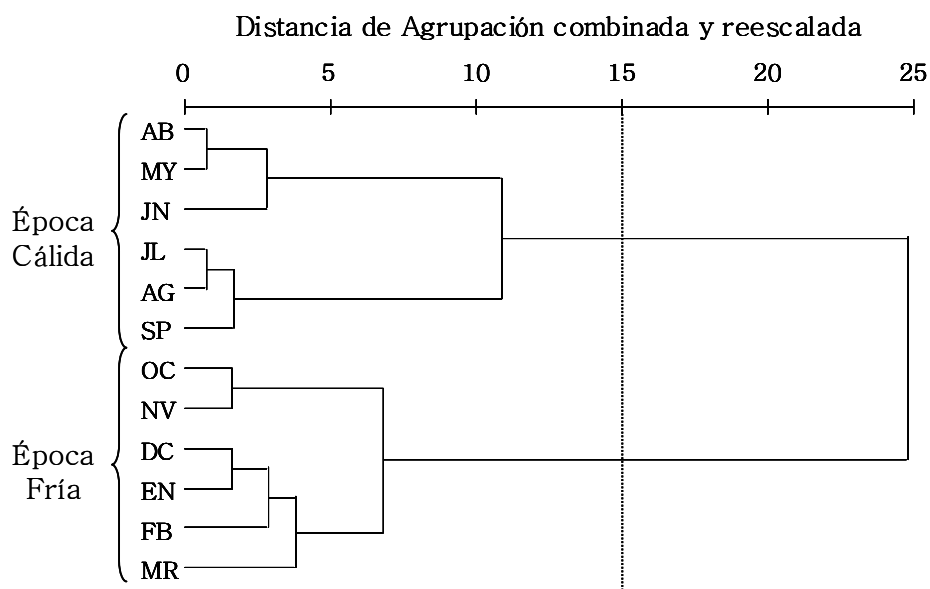 Distancia de Agrupación combinada y reescalada
0 5 10 15 20 25
AB
MY
JN
JL
AG
SP
Época
Cálida
OC
NV
DC
EN
FB
MR
Época
Fría